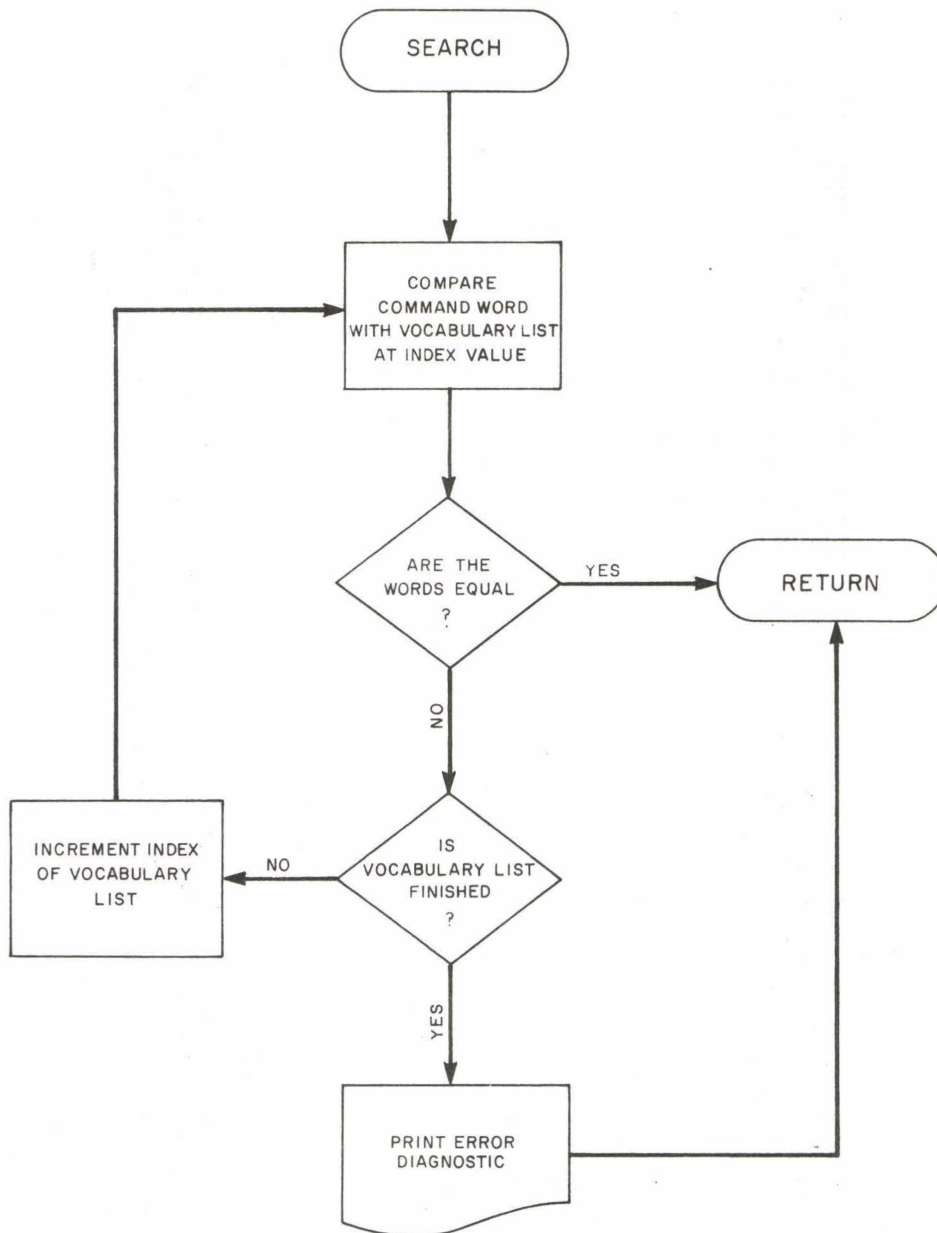 SEARCH
COMPARE
COMMAND WORD
WITH VOCABULARY LIST
AT INDEX VALUE
ARE THE
WORDS EQUAL
?
YES
RETURN
NO
IS
VOCABULARY LIST
FINISHED
?
NO
INCREMENT INDEX
OF VOCABULARY
LIST
YES
PRINT ERROR
DIAGNOSTIC